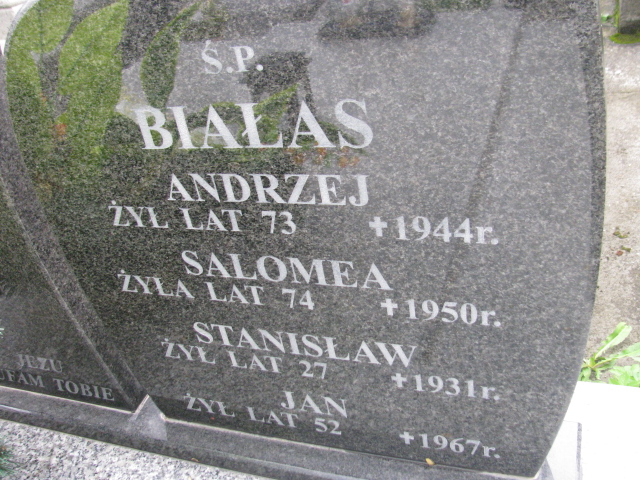 Ś.P.
BIAŁAS
ANDRZEJ
ŻYŁ LAT 73 ✝1944r.
SALOMEA
ŻYŁA LAT 74 ✝1950r.
STANISŁAW
ŻYŁ LAT 27 ✝1931r.
JAN
ŻYŁ LAT 52 ✝1967r.
JEZU
UFAM TOBIE